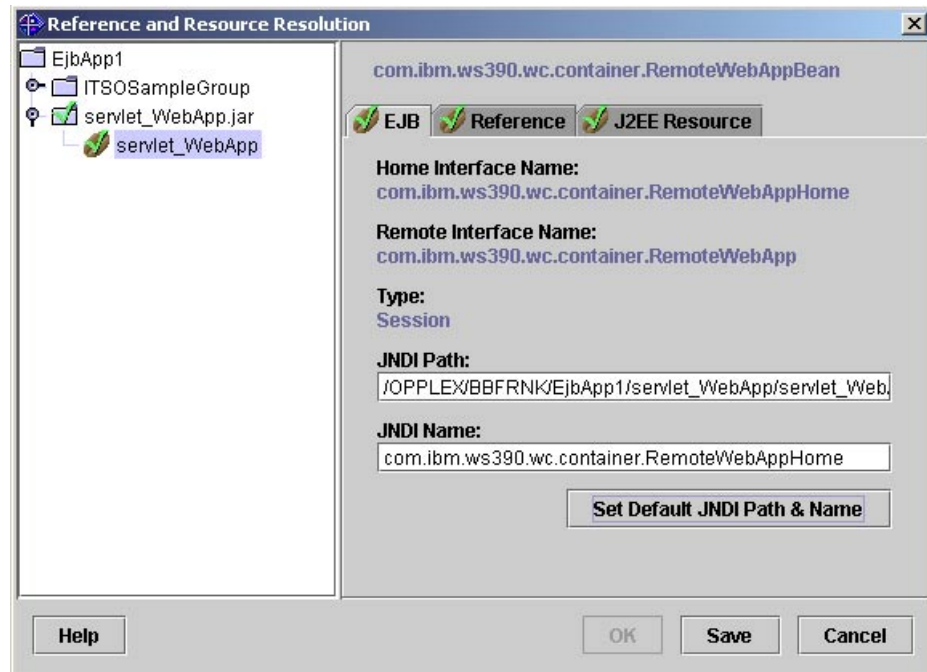 Reference and Resource Resolution
EjbApp1
ITSOSampleGroup
servlet_WebApp.jar
servlet_WebApp
com.ibm.ws390.wc.container.RemoteWebAppBean
EJB
Reference
J2EE Resource
Home Interface Name:
com.ibm.ws390.wc.container.RemoteWebAppHome
Remote Interface Name:
com.ibm.ws390.wc.container.RemoteWebApp
Type:
Session
JNDI Path:
/OPPLEX/BBFRNK/EjbApp1/servlet_WebApp/servlet_Web
JNDI Name:
com.ibm.ws390.wc.container.RemoteWebAppHome
Set Default JNDI Path & Name
Help
OK
Save
Cancel